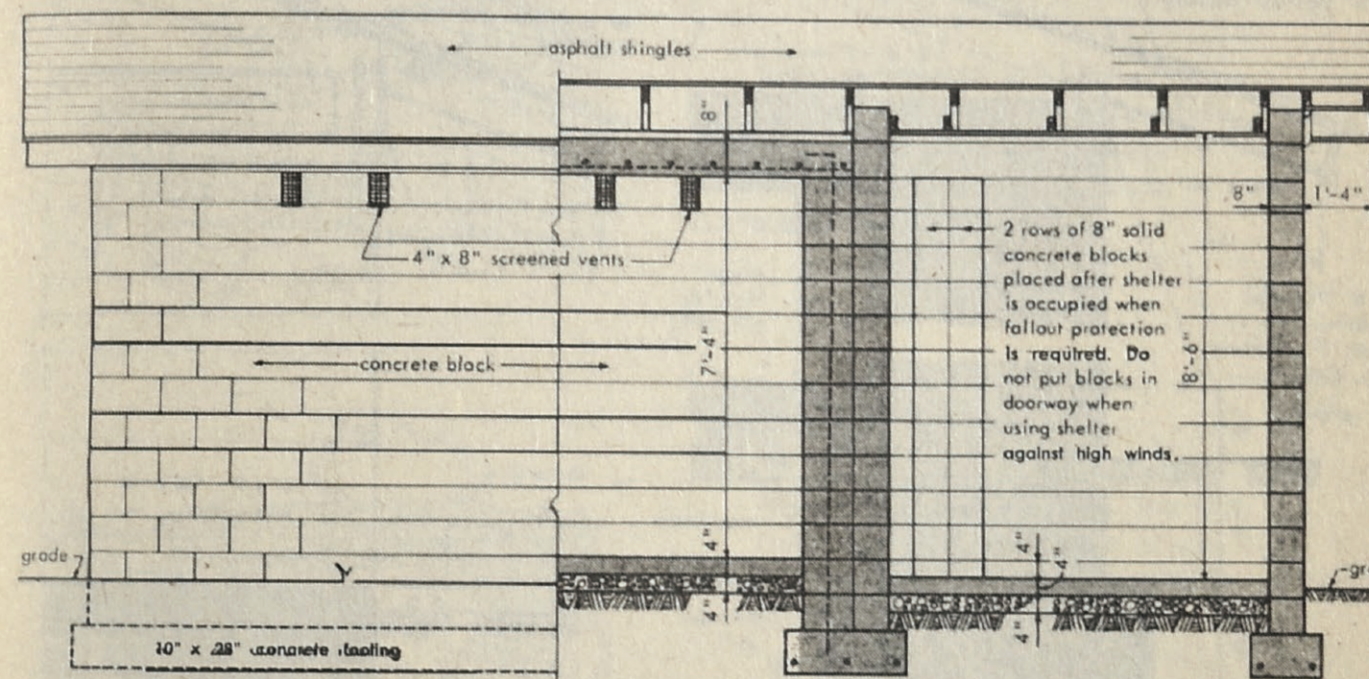 asphalt shingles
8"
8"
1'-4"
2 rows of 8" solid
concrete blocks
placed after shelter
is occupied when
fallout protection
is required. Do
not put blocks in
doorway when
using shelter
against high winds.
4" x 8" screened vents
7'-4"
concrete block
8'-6"
grade
4"
4"
4"
4"
4"
10" x 28" concrete footing